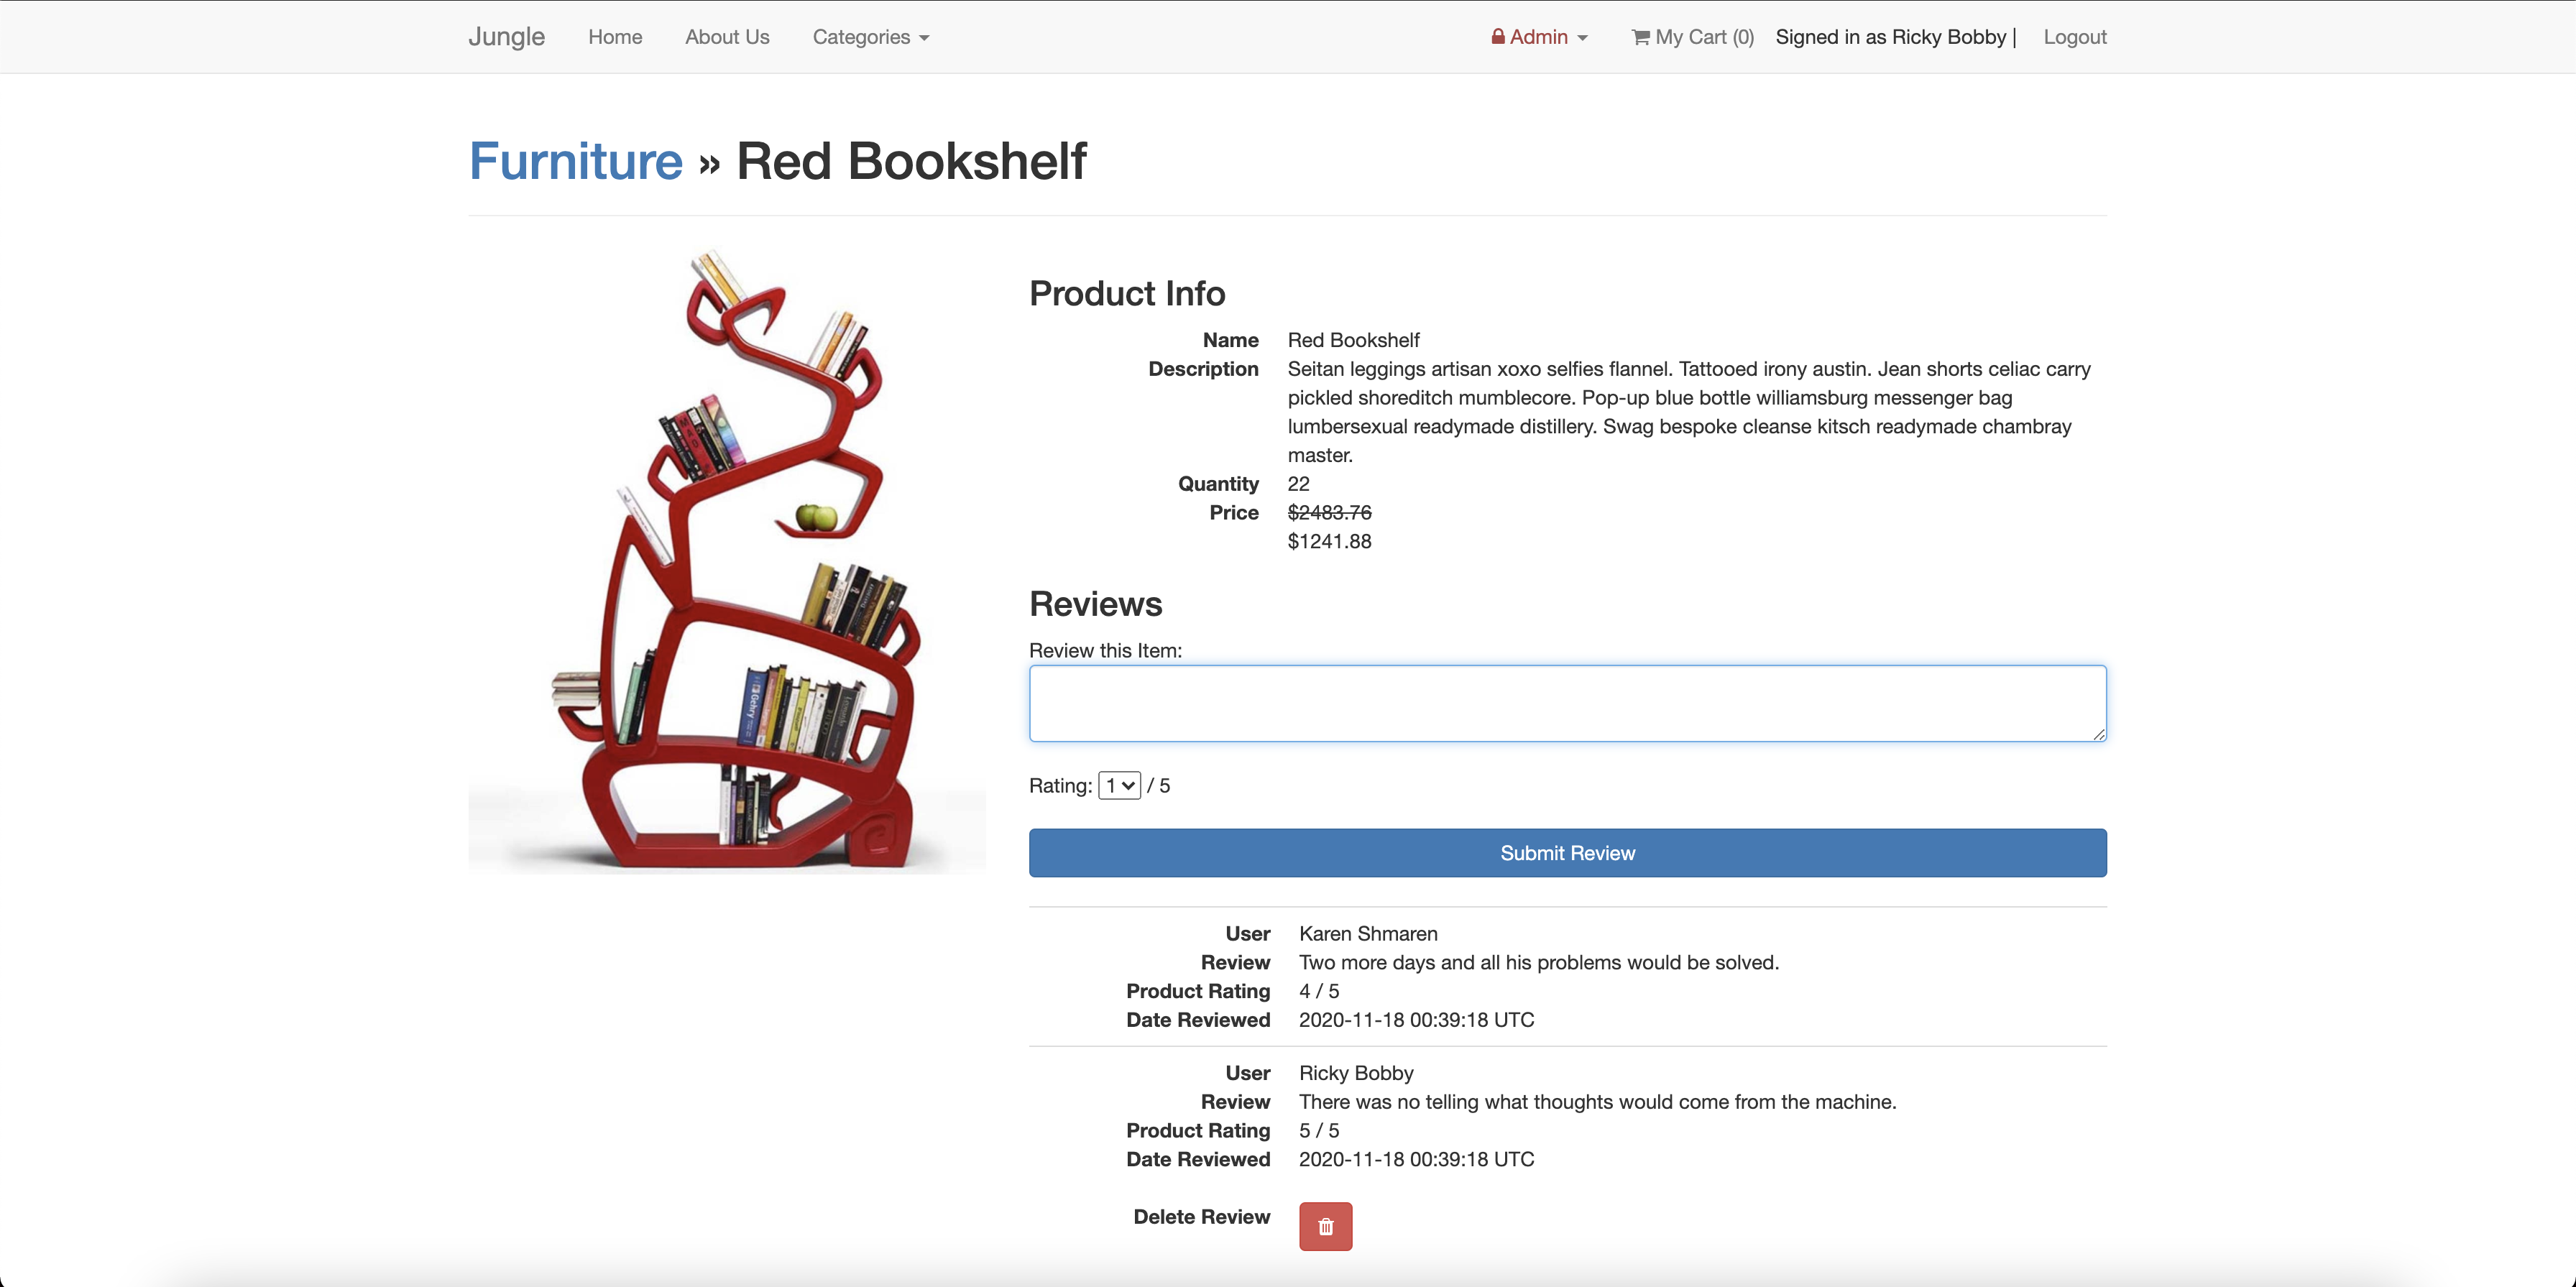 Jungle Home About Us Categories Admin My Cart (0) Signed in as Ricky Bobby | Logout
Furniture » Red Bookshelf
Product Info
Name Red Bookshelf
Description Seitan leggings artisan xoxo selfies flannel. Tattooed irony austin. Jean shorts celiac carry
pickled shoreditch mumblecore. Pop-up blue bottle williamsburg messenger bag
lumbersexual readymade distillery. Swag bespoke cleanse kitsch readymade chambray
master.
Quantity 22
Price $2483.76
$1241.88
Reviews
Review this Item:
Rating: 1 / 5
Submit Review
User Karen Shmaren
Review Two more days and all his problems would be solved.
Product Rating 4 / 5
Date Reviewed 2020-11-18 00:39:18 UTC
User Ricky Bobby
Review There was no telling what thoughts would come from the machine.
Product Rating 5 / 5
Date Reviewed 2020-11-18 00:39:18 UTC
Delete Review
Gehry